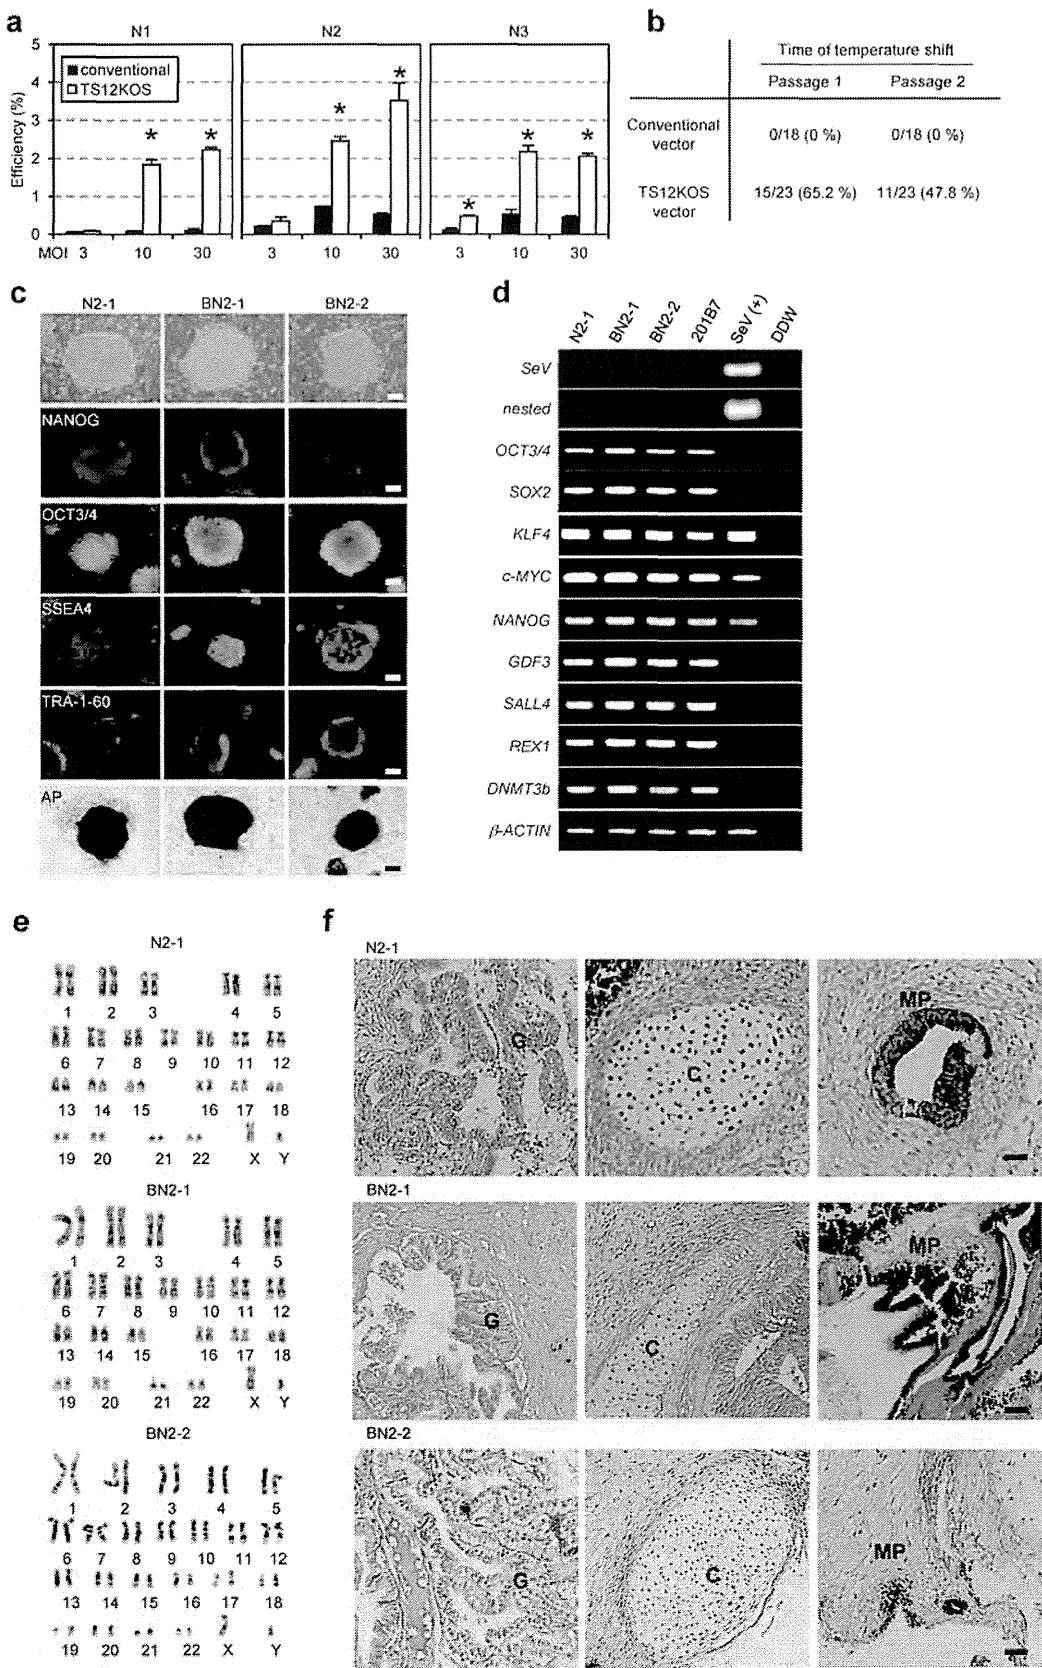 a
N1 N2 N3
Efficiency (%)
5
4
3
2
1
0
conventional
TS12KOS
* *
* *
* * *
MOI 3 10 30 3 10 30 3 10 30
b
Time of temperature shift
Passage 1 Passage 2
Conventional vector 0/18 (0 %) 0/18 (0 %)
TS12KOS vector 15/23 (65.2 %) 11/23 (47.8 %)
c
N2-1 BN2-1 BN2-2
NANOG
OCT3/4
SSEA4
TRA-1-60
AP
d
N2-1 BN2-1 BN2-2 201B7 SeV (+) DDW
SeV
nested
OCT3/4
SOX2
KLF4
c-MYC
NANOG
GDF3
SALL4
REX1
DNMT3b
β-ACTIN
e
N2-1
1 2 3 4 5
6 7 8 9 10 11 12
13 14 15 16 17 18
19 20 21 22 X Y
BN2-1
1 2 3 4 5
6 7 8 9 10 11 12
13 14 15 16 17 18
19 20 21 22 X Y
BN2-2
1 2 3 4 5
6 7 8 9 10 11 12
13 14 15 16 17 18
19 20 21 22 X Y
f
N2-1
G C MP
BN2-1
G C MP
BN2-2
G C MP